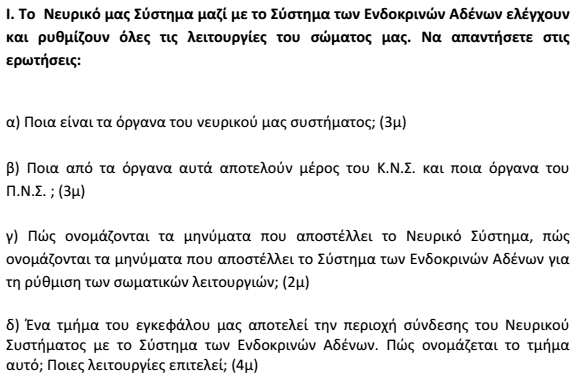 Ι. Το Νευρικό μας Σύστημα μαζί με το Σύστημα των Ενδοκρινών Αδένων ελέγχουν
και ρυθμίζουν όλες τις λειτουργίες του σώματος μας. Να απαντήσετε στις
ερωτήσεις:
α) Ποια είναι τα όργανα του νευρικού μας συστήματος; (3μ)
β) Ποια από τα όργανα αυτά αποτελούν μέρος του Κ.Ν.Σ. και ποια όργανα του
Π.Ν.Σ. ; (3μ)
γ) Πώς ονομάζονται τα μηνύματα που αποστέλλει το Νευρικό Σύστημα, πώς
ονομάζονται τα μηνύματα που αποστέλλει το Σύστημα των Ενδοκρινών Αδένων για
τη ρύθμιση των σωματικών λειτουργιών; (2μ)
δ) Ένα τμήμα του εγκεφάλου μας αποτελεί την περιοχή σύνδεσης του Νευρικού
Συστήματος με το Σύστημα των Ενδοκρινών Αδένων. Πώς ονομάζεται το τμήμα
αυτό; Ποιες λειτουργίες επιτελεί; (4μ)